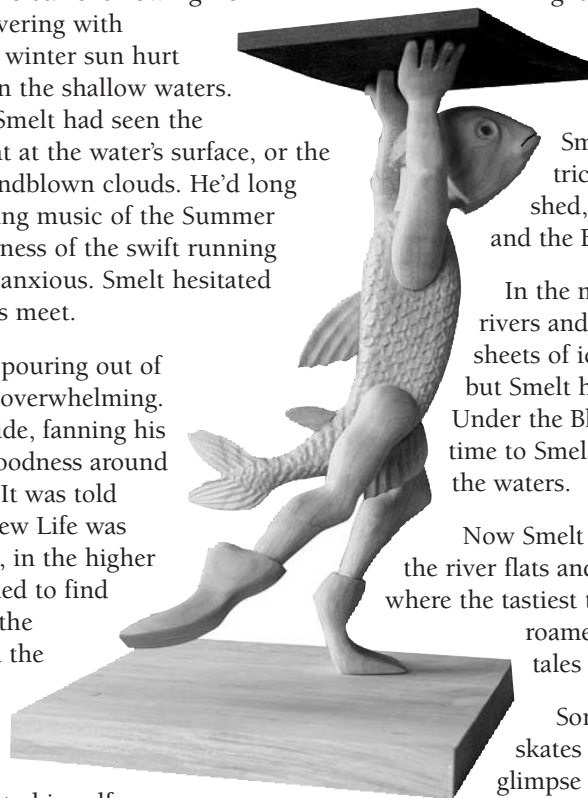 vering with
winter sun hurt
n the shallow waters.
Smelt had seen the
t at the water's surface, or the
ndblown clouds. He'd long
ing music of the Summer
ness of the swift running
anxious. Smelt hesitated
s meet.
pouring out of
overwhelming.
ide, fanning his
oodness around
It was told
ew Life was
, in the higher
ed to find
the
the
himself
Sm
tric
shed,
and the B
In the n
rivers and
sheets of ic
but Smelt h
Under the Bl
time to Smel
the waters.
Now Smelt
the river flats and
where the tastiest t
roame
tales
Son
skates
glimpse